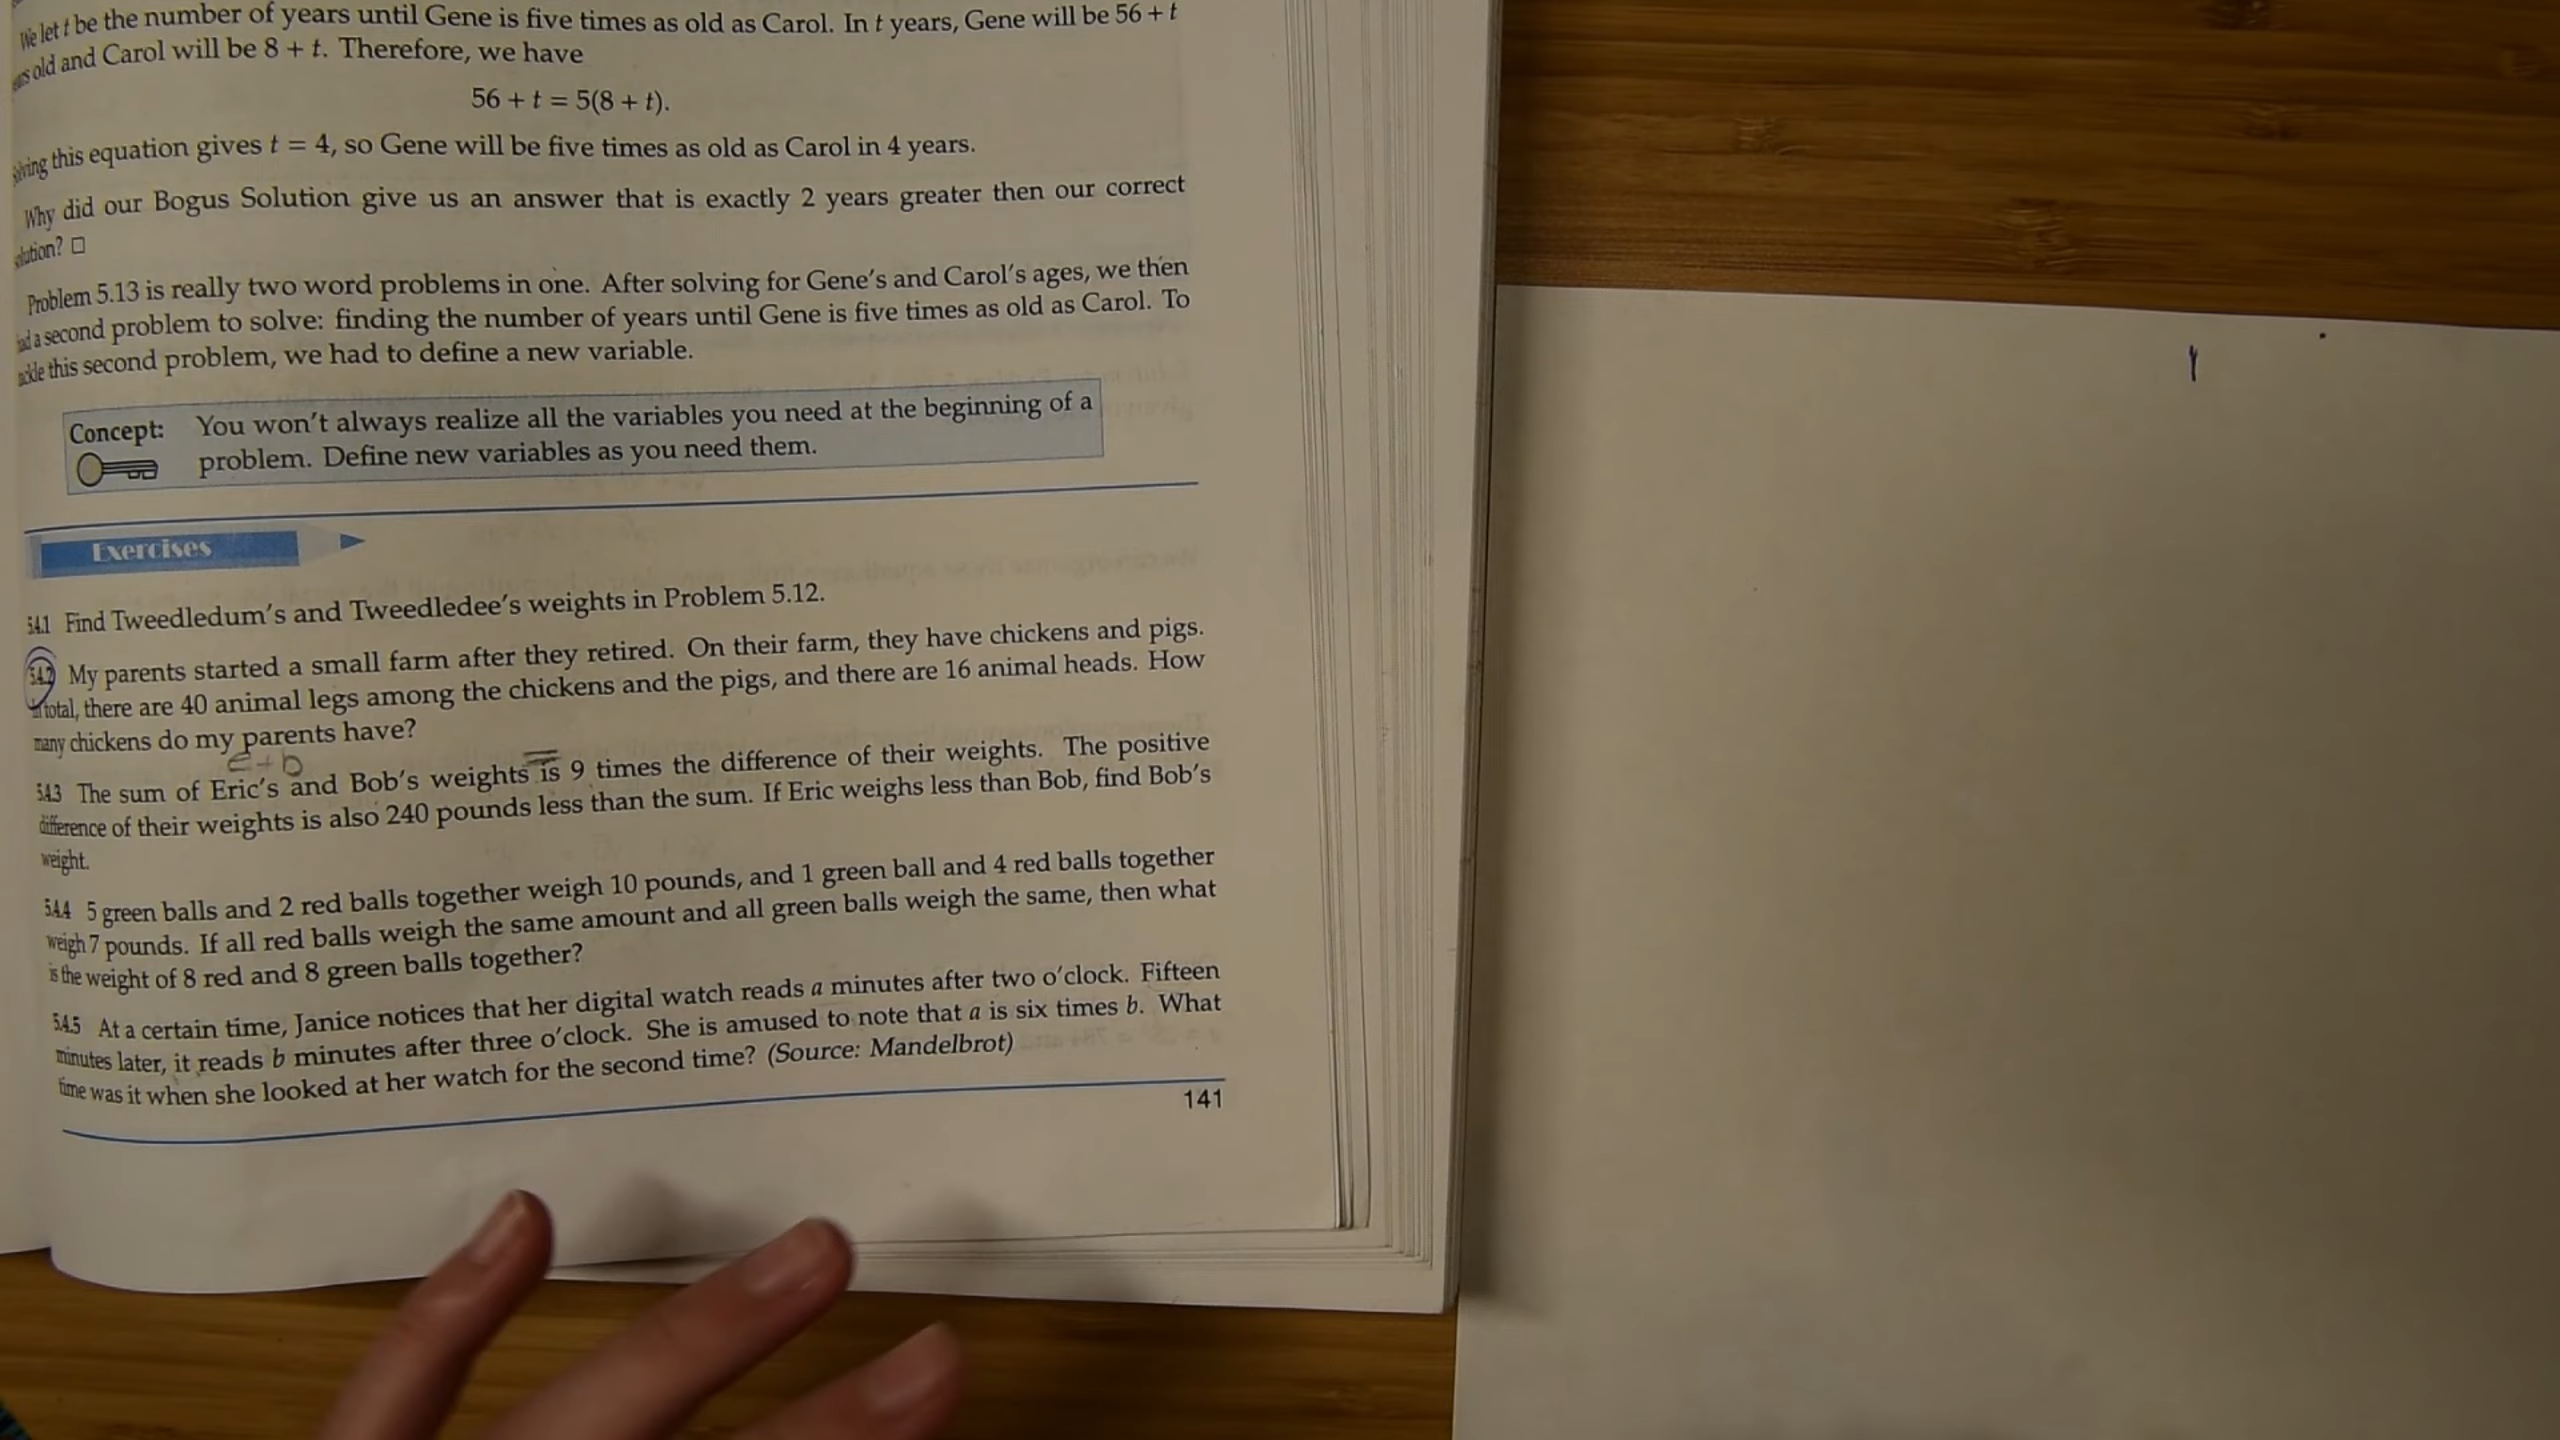 We let t be the number of years until Gene is five times as old as Carol. In t years, Gene will be 56 + t
old and Carol will be 8 + t. Therefore, we have
56 + t = 5(8 + t).
this equation gives t = 4, so Gene will be five times as old as Carol in 4 years.
Why did our Bogus Solution give us an answer that is exactly 2 years greater then our correct
□
Problem 5.13 is really two word problems in one. After solving for Gene's and Carol's ages, we then
a second problem to solve: finding the number of years until Gene is five times as old as Carol. To
this second problem, we had to define a new variable.
Concept: You won't always realize all the variables you need at the beginning of a
problem. Define new variables as you need them.
Exercises
5.4.1 Find Tweedledum's and Tweedledee's weights in Problem 5.12.
5.4.2 My parents started a small farm after they retired. On their farm, they have chickens and pigs.
In total, there are 40 animal legs among the chickens and the pigs, and there are 16 animal heads. How
many chickens do my parents have?
e+b =
5.4.3 The sum of Eric's and Bob's weights is 9 times the difference of their weights. The positive
difference of their weights is also 240 pounds less than the sum. If Eric weighs less than Bob, find Bob's
weight.
5.4.4 5 green balls and 2 red balls together weigh 10 pounds, and 1 green ball and 4 red balls together
weigh 7 pounds. If all red balls weigh the same amount and all green balls weigh the same, then what
is the weight of 8 red and 8 green balls together?
5.4.5 At a certain time, Janice notices that her digital watch reads a minutes after two o'clock. Fifteen
minutes later, it reads b minutes after three o'clock. She is amused to note that a is six times b. What
time was it when she looked at her watch for the second time? (Source: Mandelbrot)
141